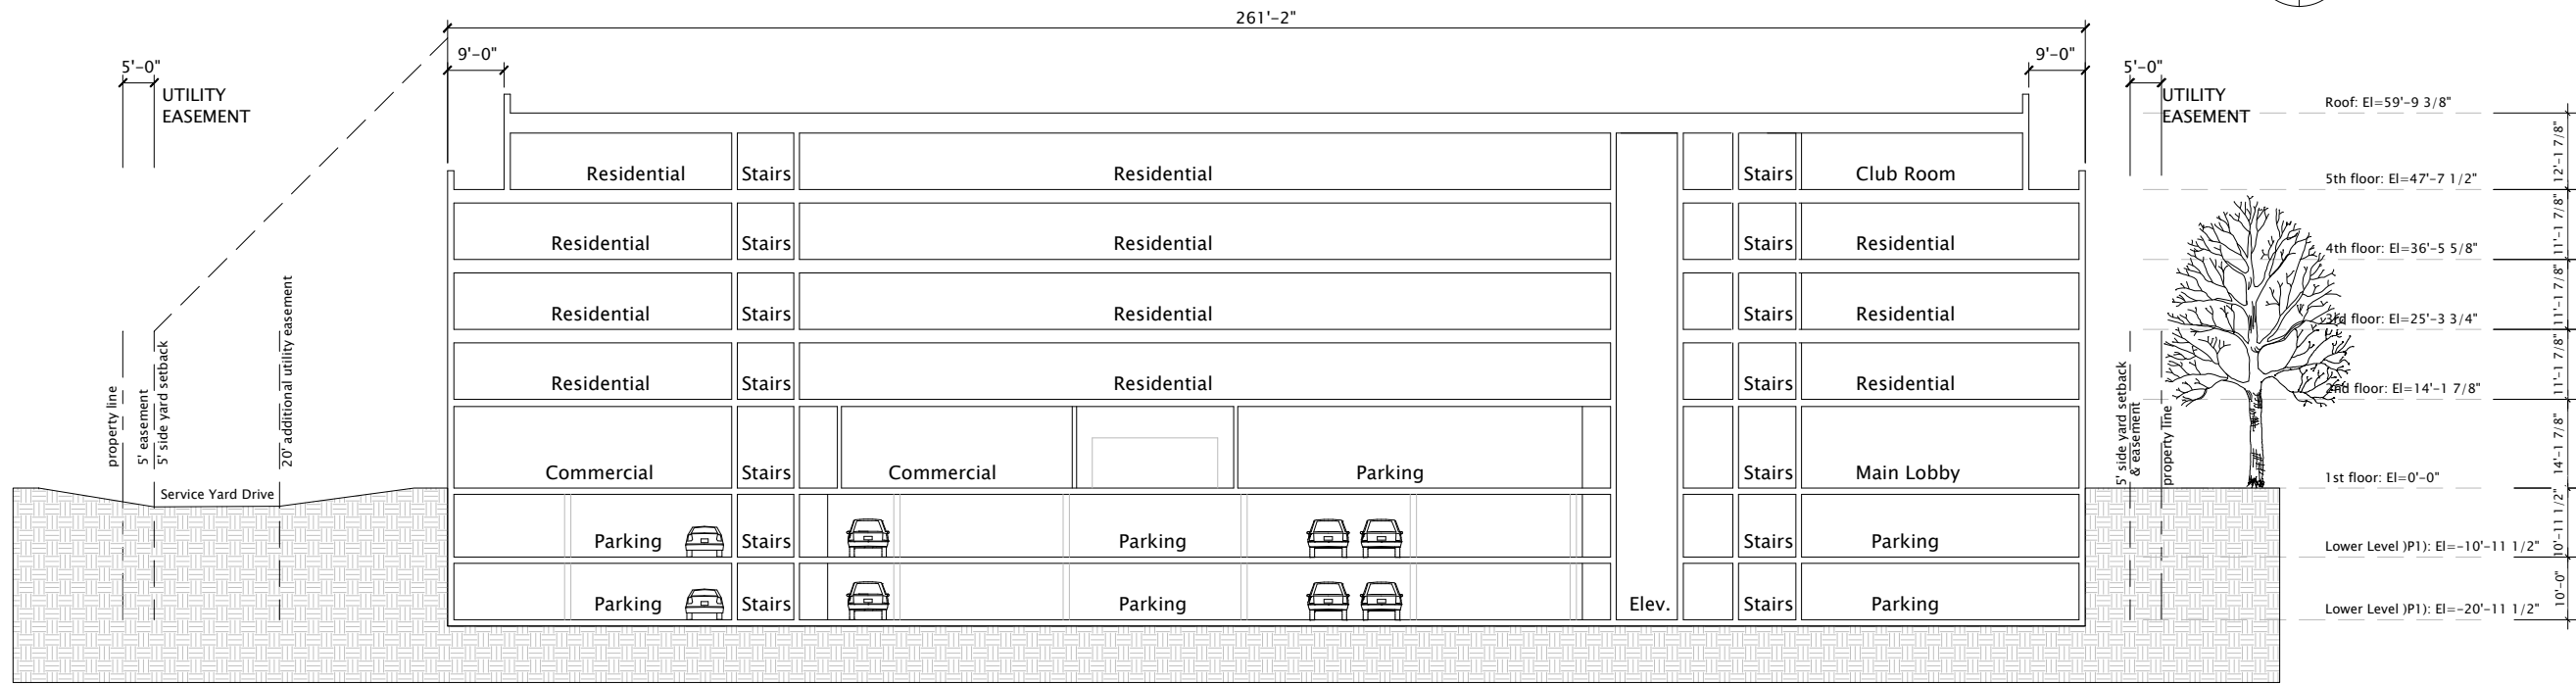 261'-2"
9'-0"
9'-0"
5'-0"
5'-0"
UTILITY
EASEMENT
UTILITY
EASEMENT
Roof: El=59'-9 3/8"
12'-1 7/8"
Residential
Stairs
Residential
Stairs
Club Room
5th floor: El=47'-7 1/2"
11'-1 7/8"
Residential
Stairs
Residential
Stairs
Residential
4th floor: El=36'-5 5/8"
11'-1 7/8"
Residential
Stairs
Residential
Stairs
Residential
3rd floor: El=25'-3 3/4"
11'-1 7/8"
Residential
Stairs
Residential
Stairs
Residential
2nd floor: El=14'-1 7/8"
14'-1 7/8"
property line
5' easement
5' side yard setback
20' additional utility easement
5' side yard setback
& easement
property line
Commercial
Stairs
Commercial
Parking
Stairs
Main Lobby
1st floor: El=0'-0"
Service Yard Drive
10'-11 1/2"
Parking
Stairs
Parking
Stairs
Parking
Lower Level )P1): El=-10'-11 1/2"
10'-0"
Parking
Stairs
Parking
Elev.
Stairs
Parking
Lower Level )P1): El=-20'-11 1/2"